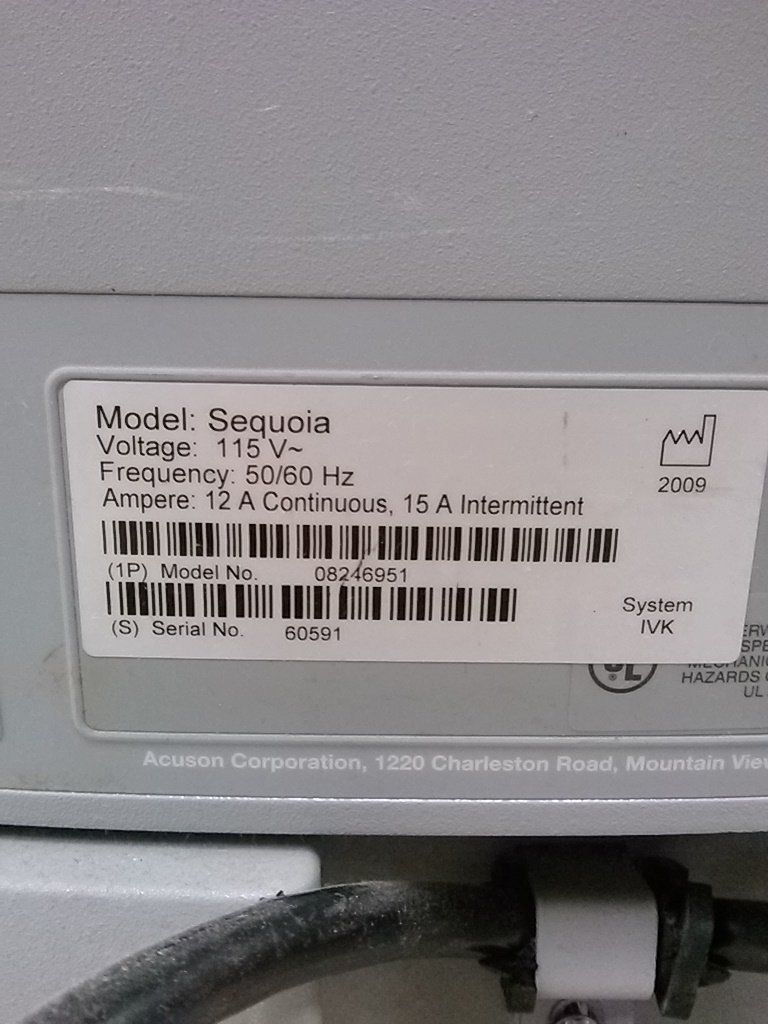 Model: Sequoia
Voltage: 115 V~
Frequency: 50/60 Hz
Ampere: 12 A Continuous, 15 A Intermittent
2009
(1P) Model No. 08246951
(S) Serial No. 60591
System
IVK
UL
®
HAZARDS
UL
Acuson Corporation, 1220 Charleston Road, Mountain View